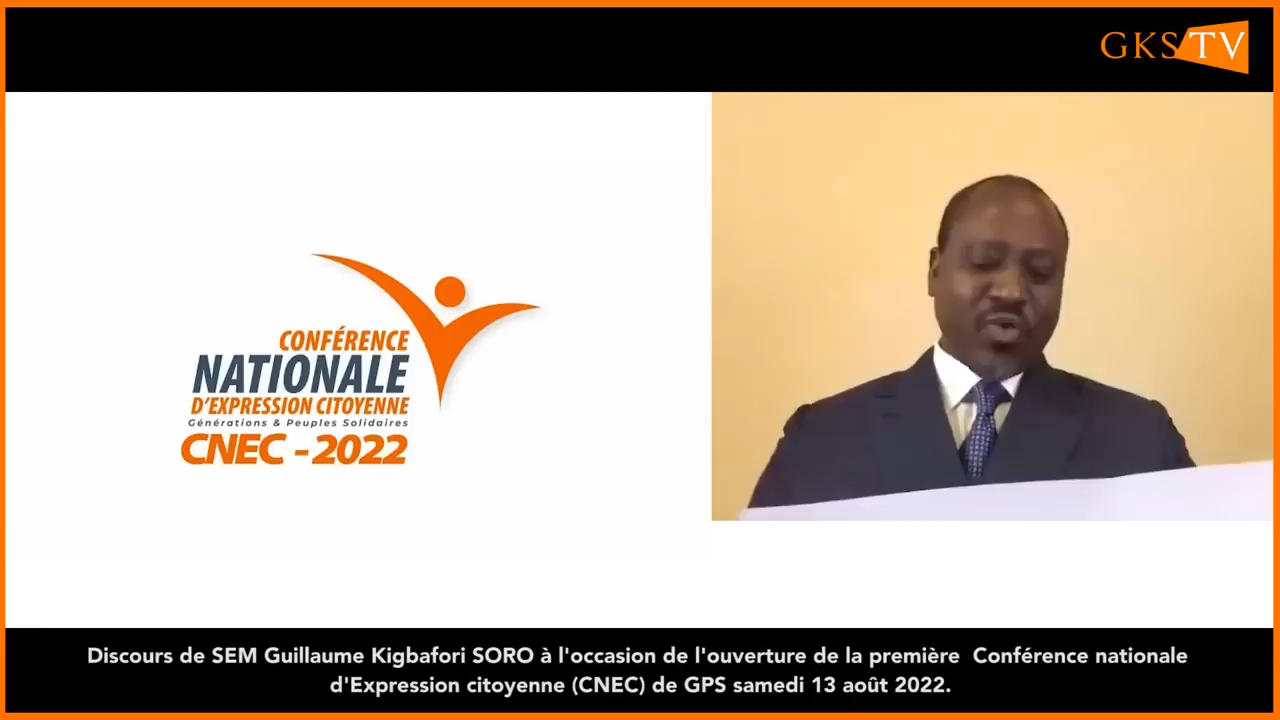 GKS TV
CONFÉRENCE
NATIONALE
D'EXPRESSION CITOYENNE
Générations & Peuples Solidaires
CNEC - 2022
Discours de SEM Guillaume Kigbafori SORO à l'occasion de l'ouverture de la première  Conférence nationale
d'Expression citoyenne (CNEC) de GPS samedi 13 août 2022.